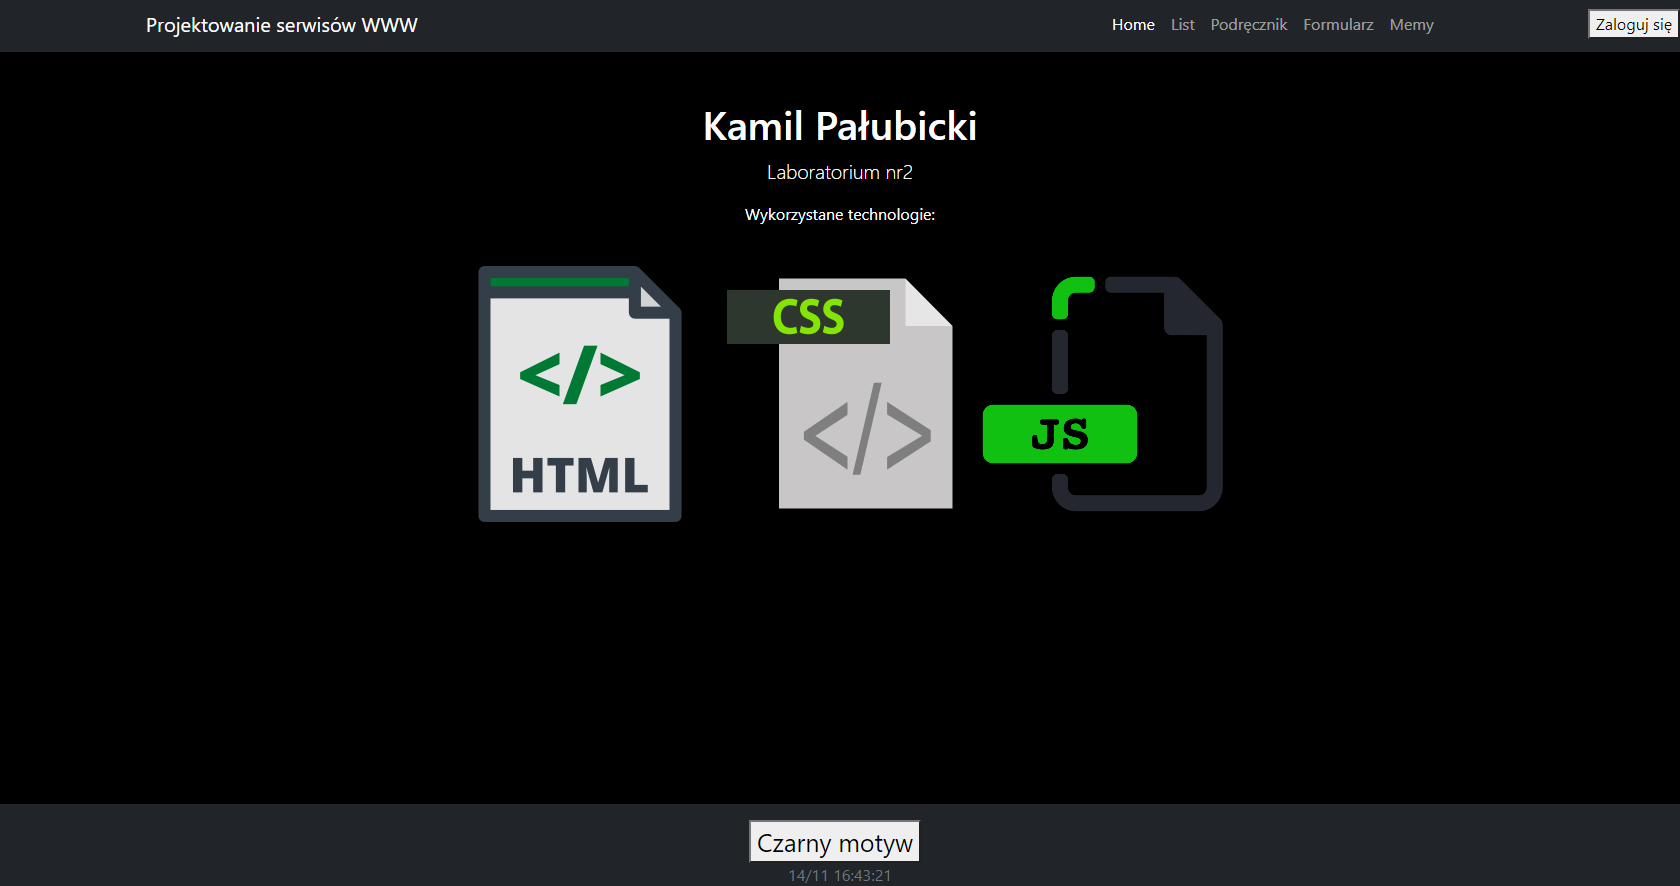 Projektowanie serwisów WWW
Home List Podręcznik Formularz Memy
Zaloguj się
Kamil Pałubicki
Laboratorium nr2
Wykorzystane technologie:
</>
HTML
CSS
</>
JS
Czarny motyw
14/11 16:43:21